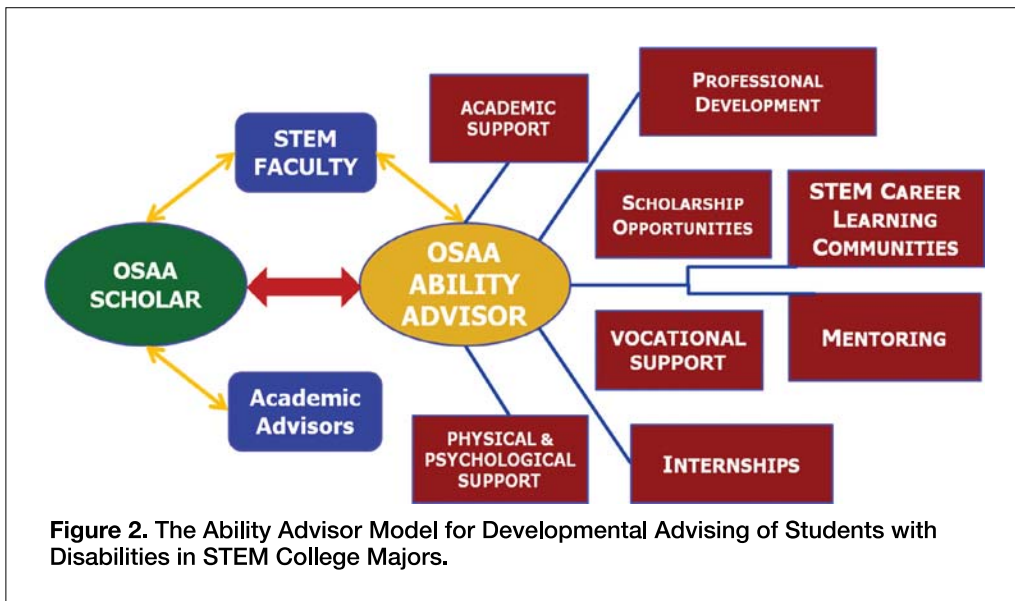 ACADEMIC
SUPPORT
PROFESSIONAL
DEVELOPMENT
STEM
FACULTY
SCHOLARSHIP
OPPORTUNITIES
STEM CAREER
LEARNING
COMMUNITIES
OSAA
SCHOLAR
OSAA
ABILITY
ADVISOR
VOCATIONAL
SUPPORT
MENTORING
Academic
Advisors
PHYSICAL &
PSYCHOLOGICAL
SUPPORT
INTERNSHIPS
Figure 2. The Ability Advisor Model for Developmental Advising of Students with
Disabilities in STEM College Majors.